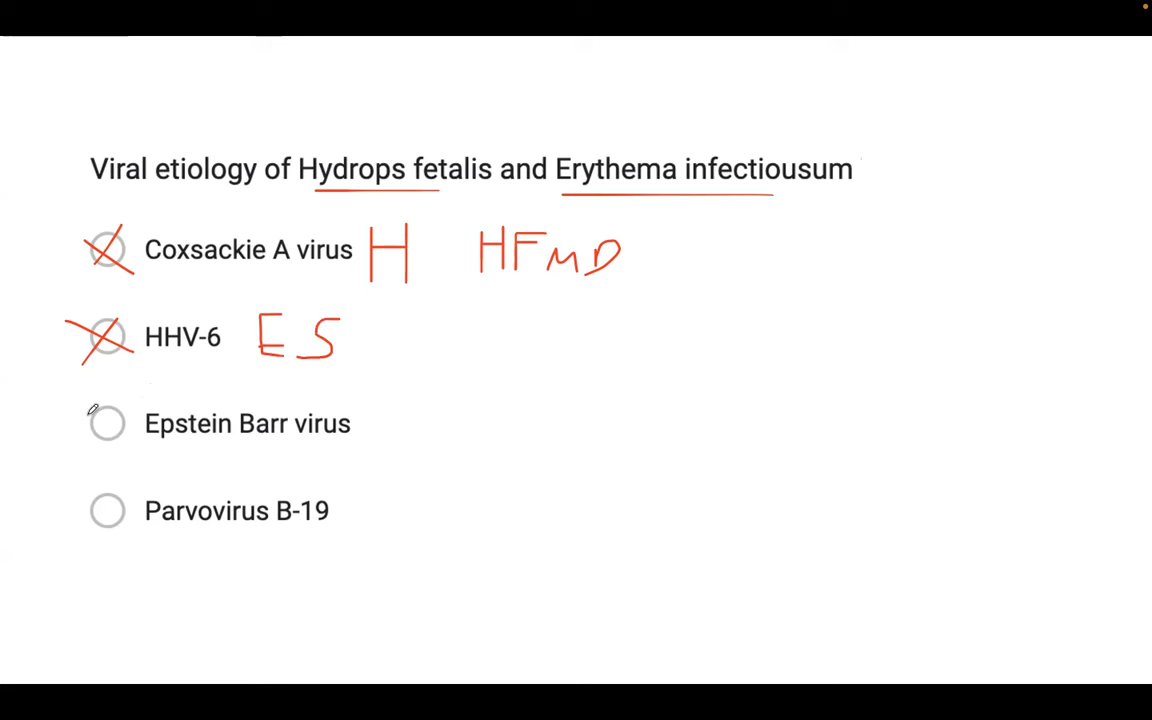 Viral etiology of Hydrops fetalis and Erythema infectiousum
Coxsackie A virus H HFMD
HHV-6 ES
Epstein Barr virus
Parvovirus B-19